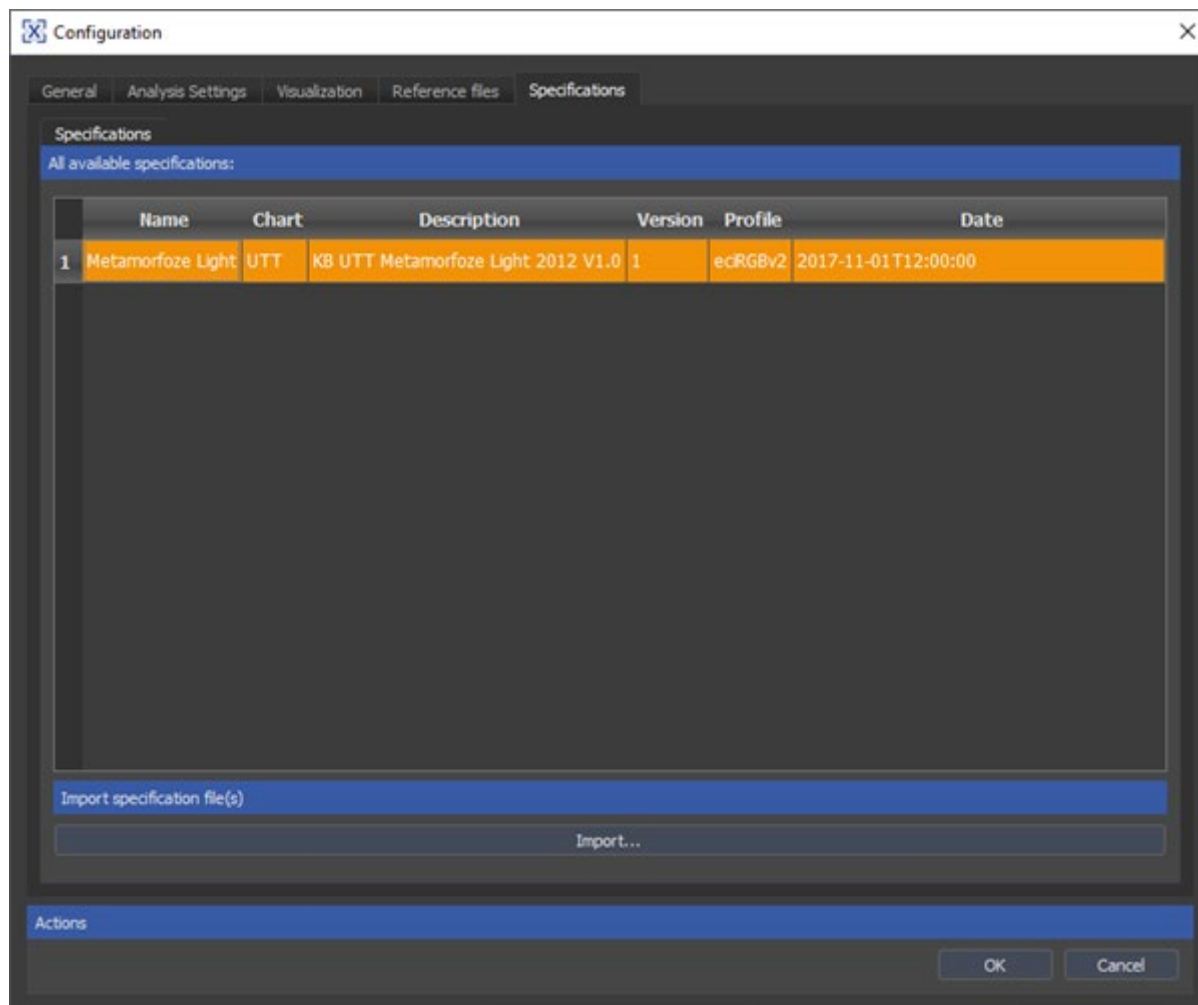 Configuration
General Analysis Settings Visualization Reference files Specifications
Specifications
All available specifications:
Name Chart Description Version Profile Date
1 Metamorfoze Light UTT KB UTT Metamorfoze Light 2012 V1.0 1 eciRGBv2 2017-11-01T12:00:00
Import specification file(s)
Import...
Actions
OK Cancel